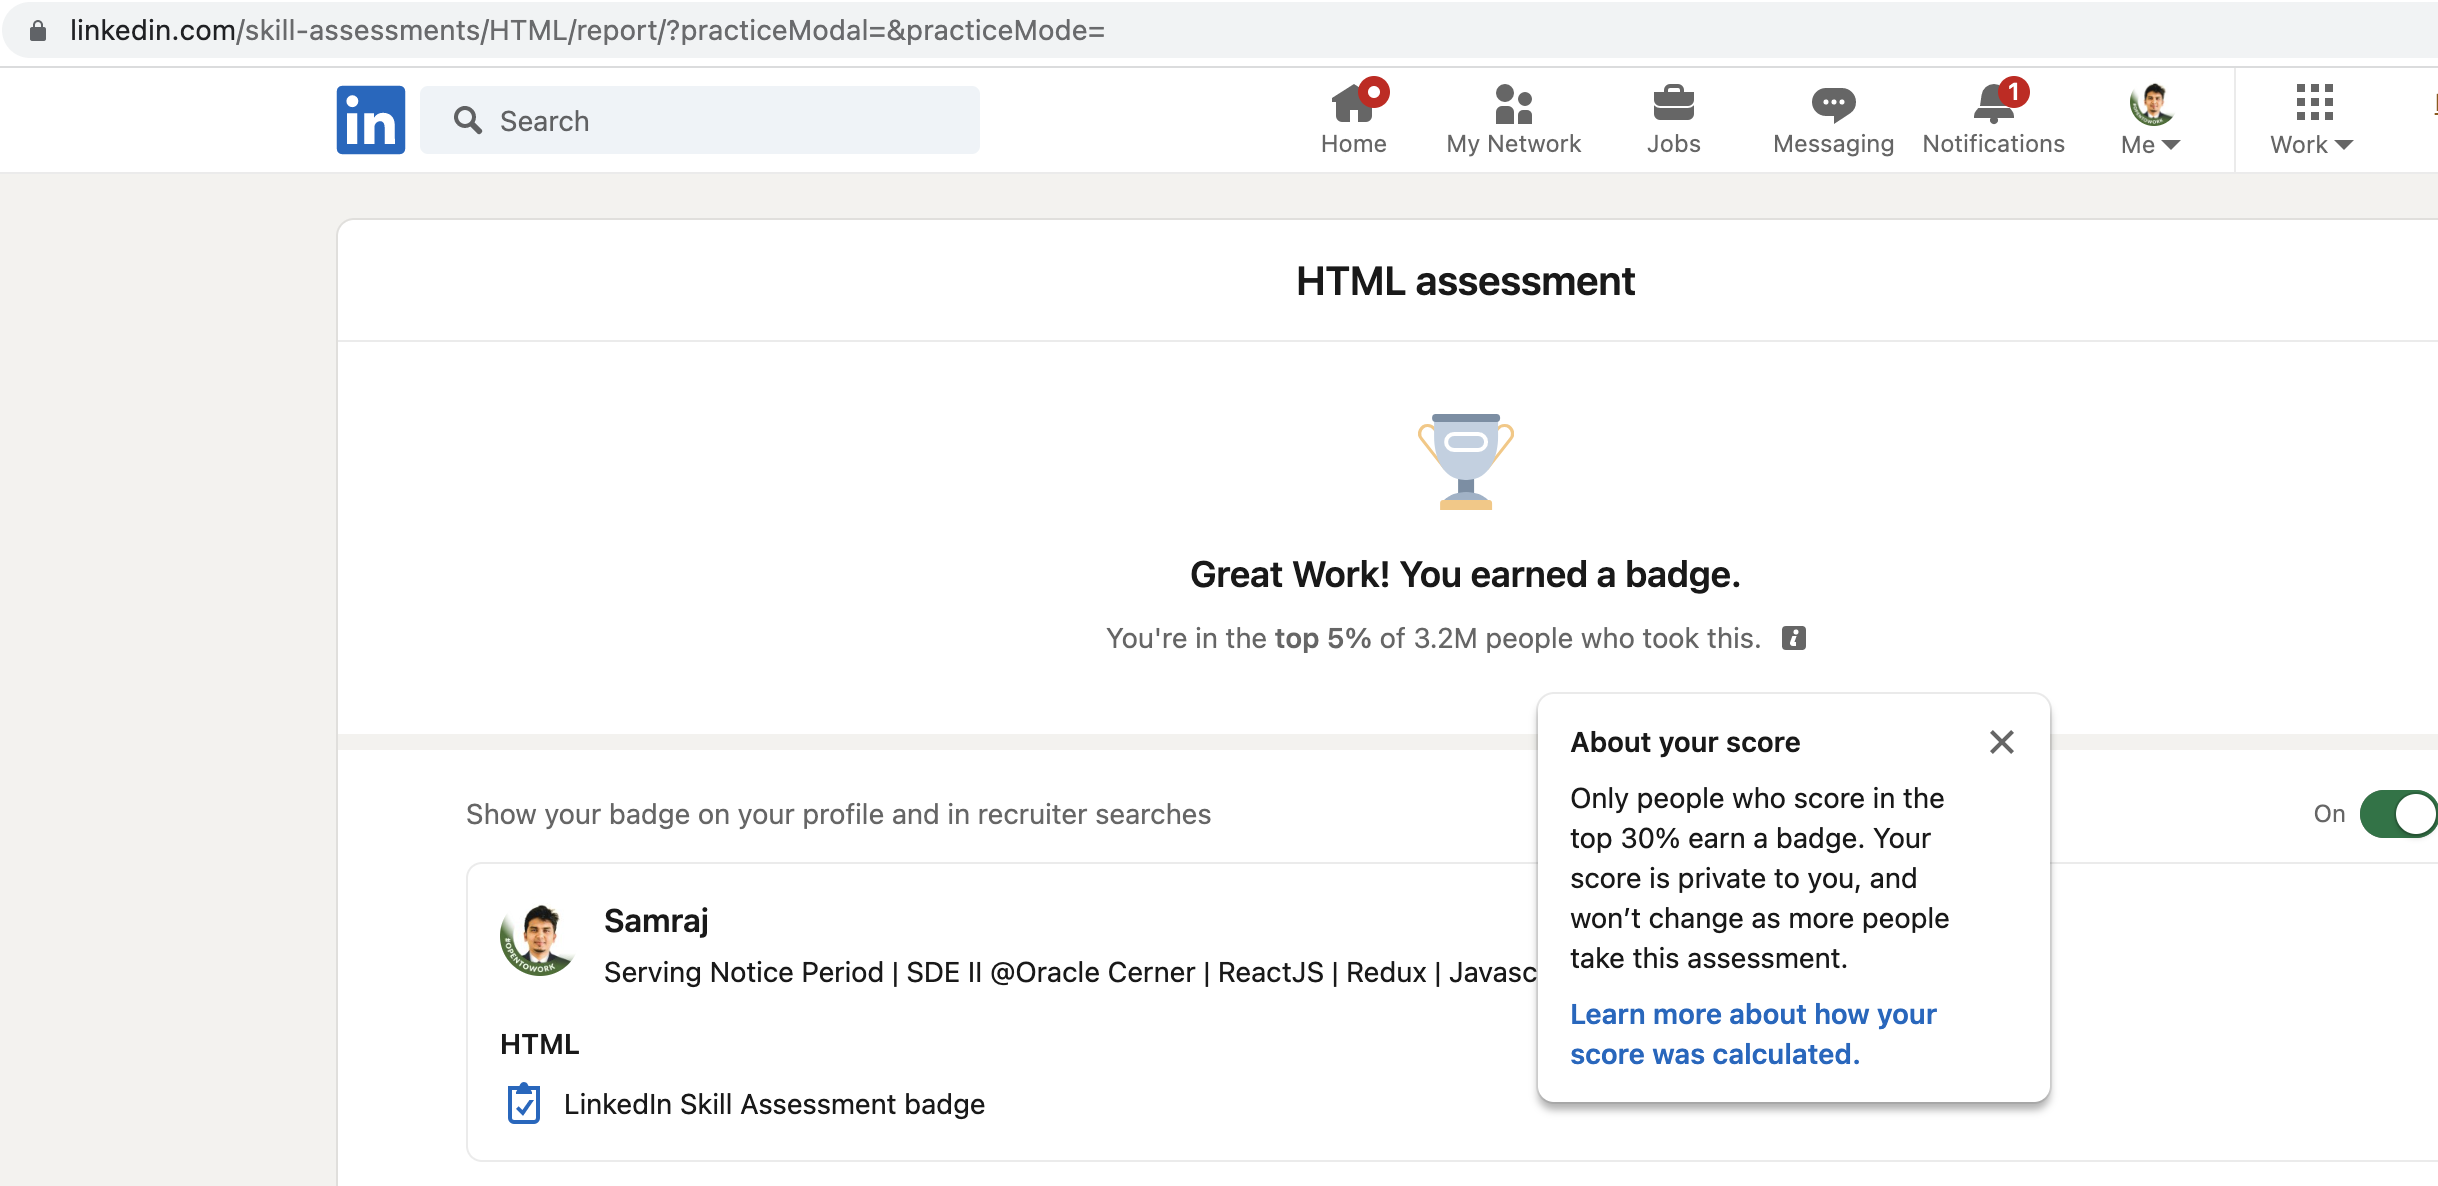 linkedin.com/skill-assessments/HTML/report/?practiceModal=&practiceMode=
in
Search
Home
My Network
Jobs
Messaging
1
Notifications
Me
Work
HTML assessment
Great Work! You earned a badge.
You're in the top 5% of 3.2M people who took this.
About your score
Only people who score in the
top 30% earn a badge. Your
score is private to you, and
won’t change as more people
take this assessment.
Learn more about how your
score was calculated.
Show your badge on your profile and in recruiter searches
On
#OPENTOWORK
Samraj
Serving Notice Period | SDE II @Oracle Cerner | ReactJS | Redux | Javasc
HTML
LinkedIn Skill Assessment badge